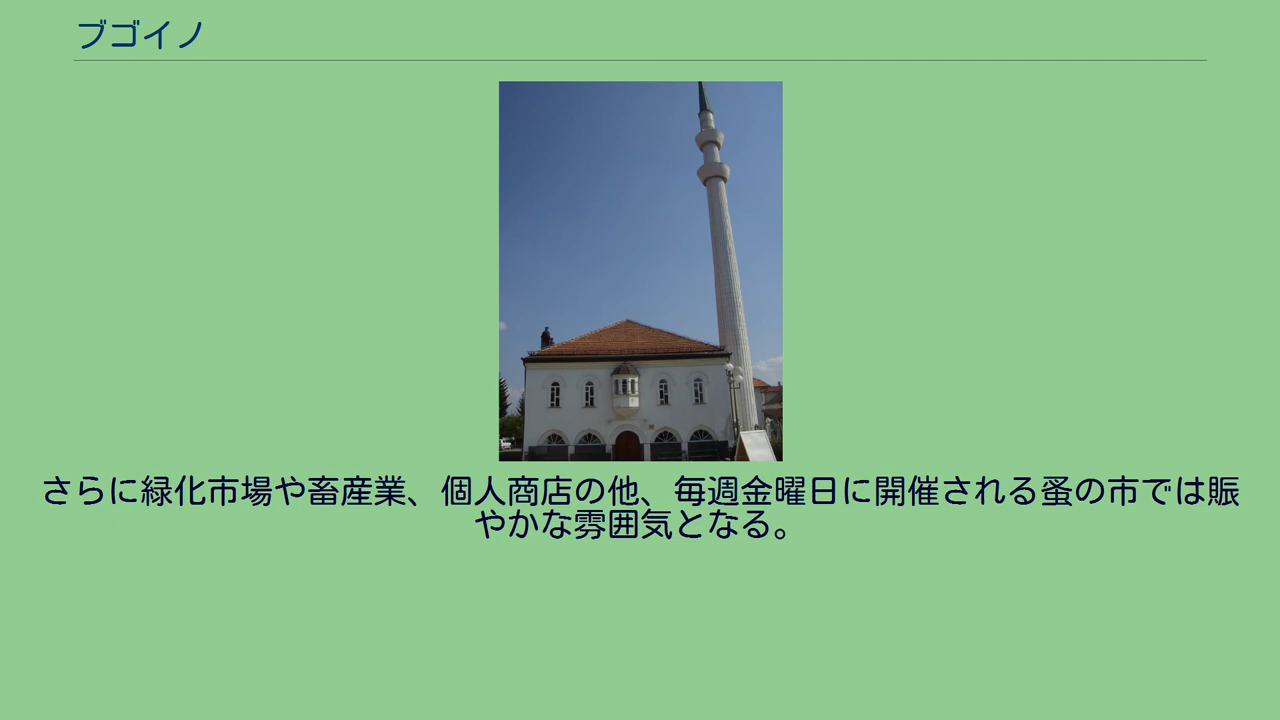 ブゴイノ
さらに緑化市場や畜産業、個人商店の他、毎週金曜日に開催される蚤の市では賑
やかな雰囲気となる。